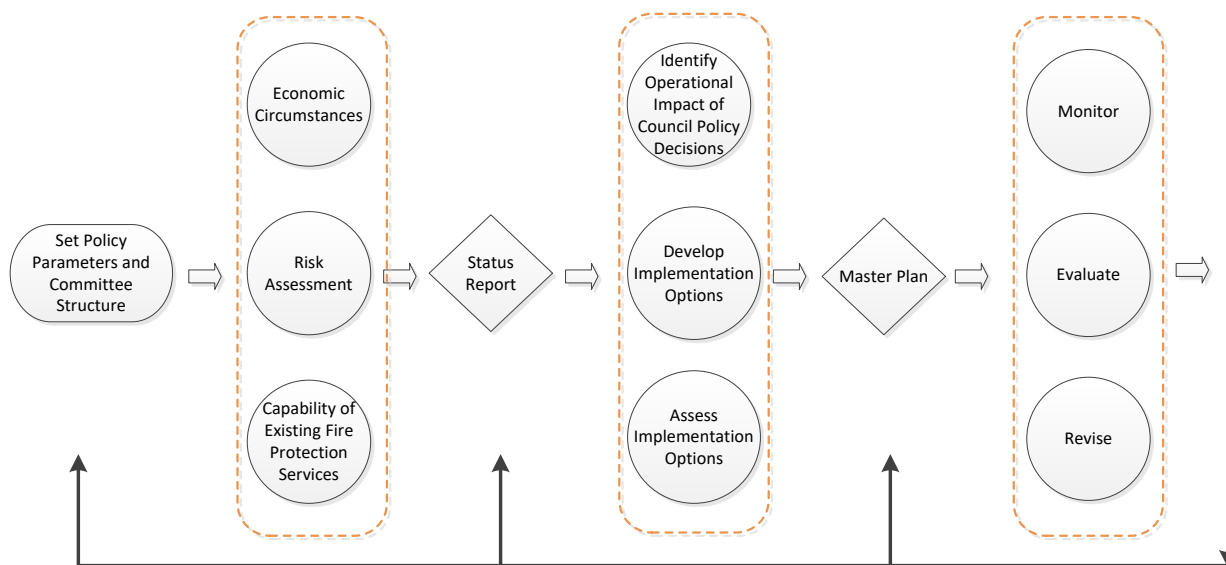 Set Policy
Parameters and
Committee
Structure
Economic
Circumstances
Risk
Assessment
Capability of
Existing Fire
Protection
Services
Status
Report
Identify
Operational
Impact of
Council Policy
Decisions
Develop
Implementation
Options
Assess
Implementation
Options
Master Plan
Monitor
Evaluate
Revise